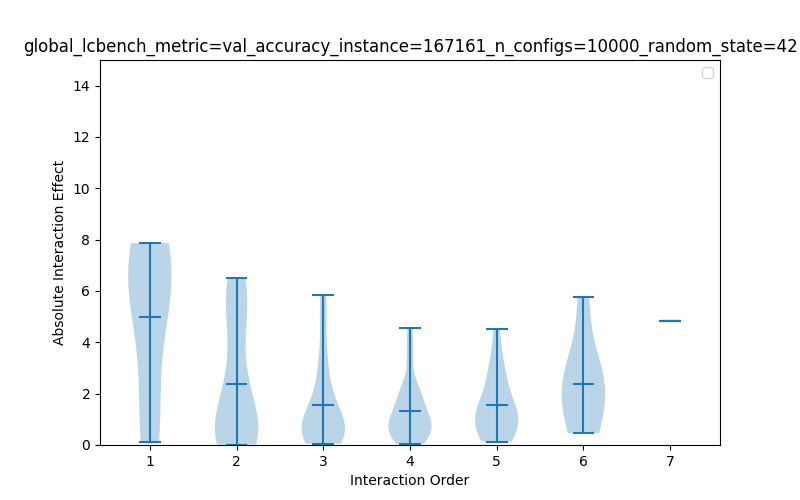 global_lcbench_metric=val_accuracy_instance=167161_n_configs=10000_random_state=42
Absolute Interaction Effect
14
12
10
8
6
4
2
0
1 2 3 4 5 6 7
Interaction Order